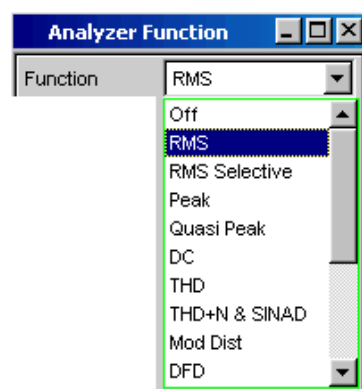 Analyzer Function
Function RMS
Off
RMS
RMS Selective
Peak
Quasi Peak
DC
THD
THD+N & SINAD
Mod Dist
DFD